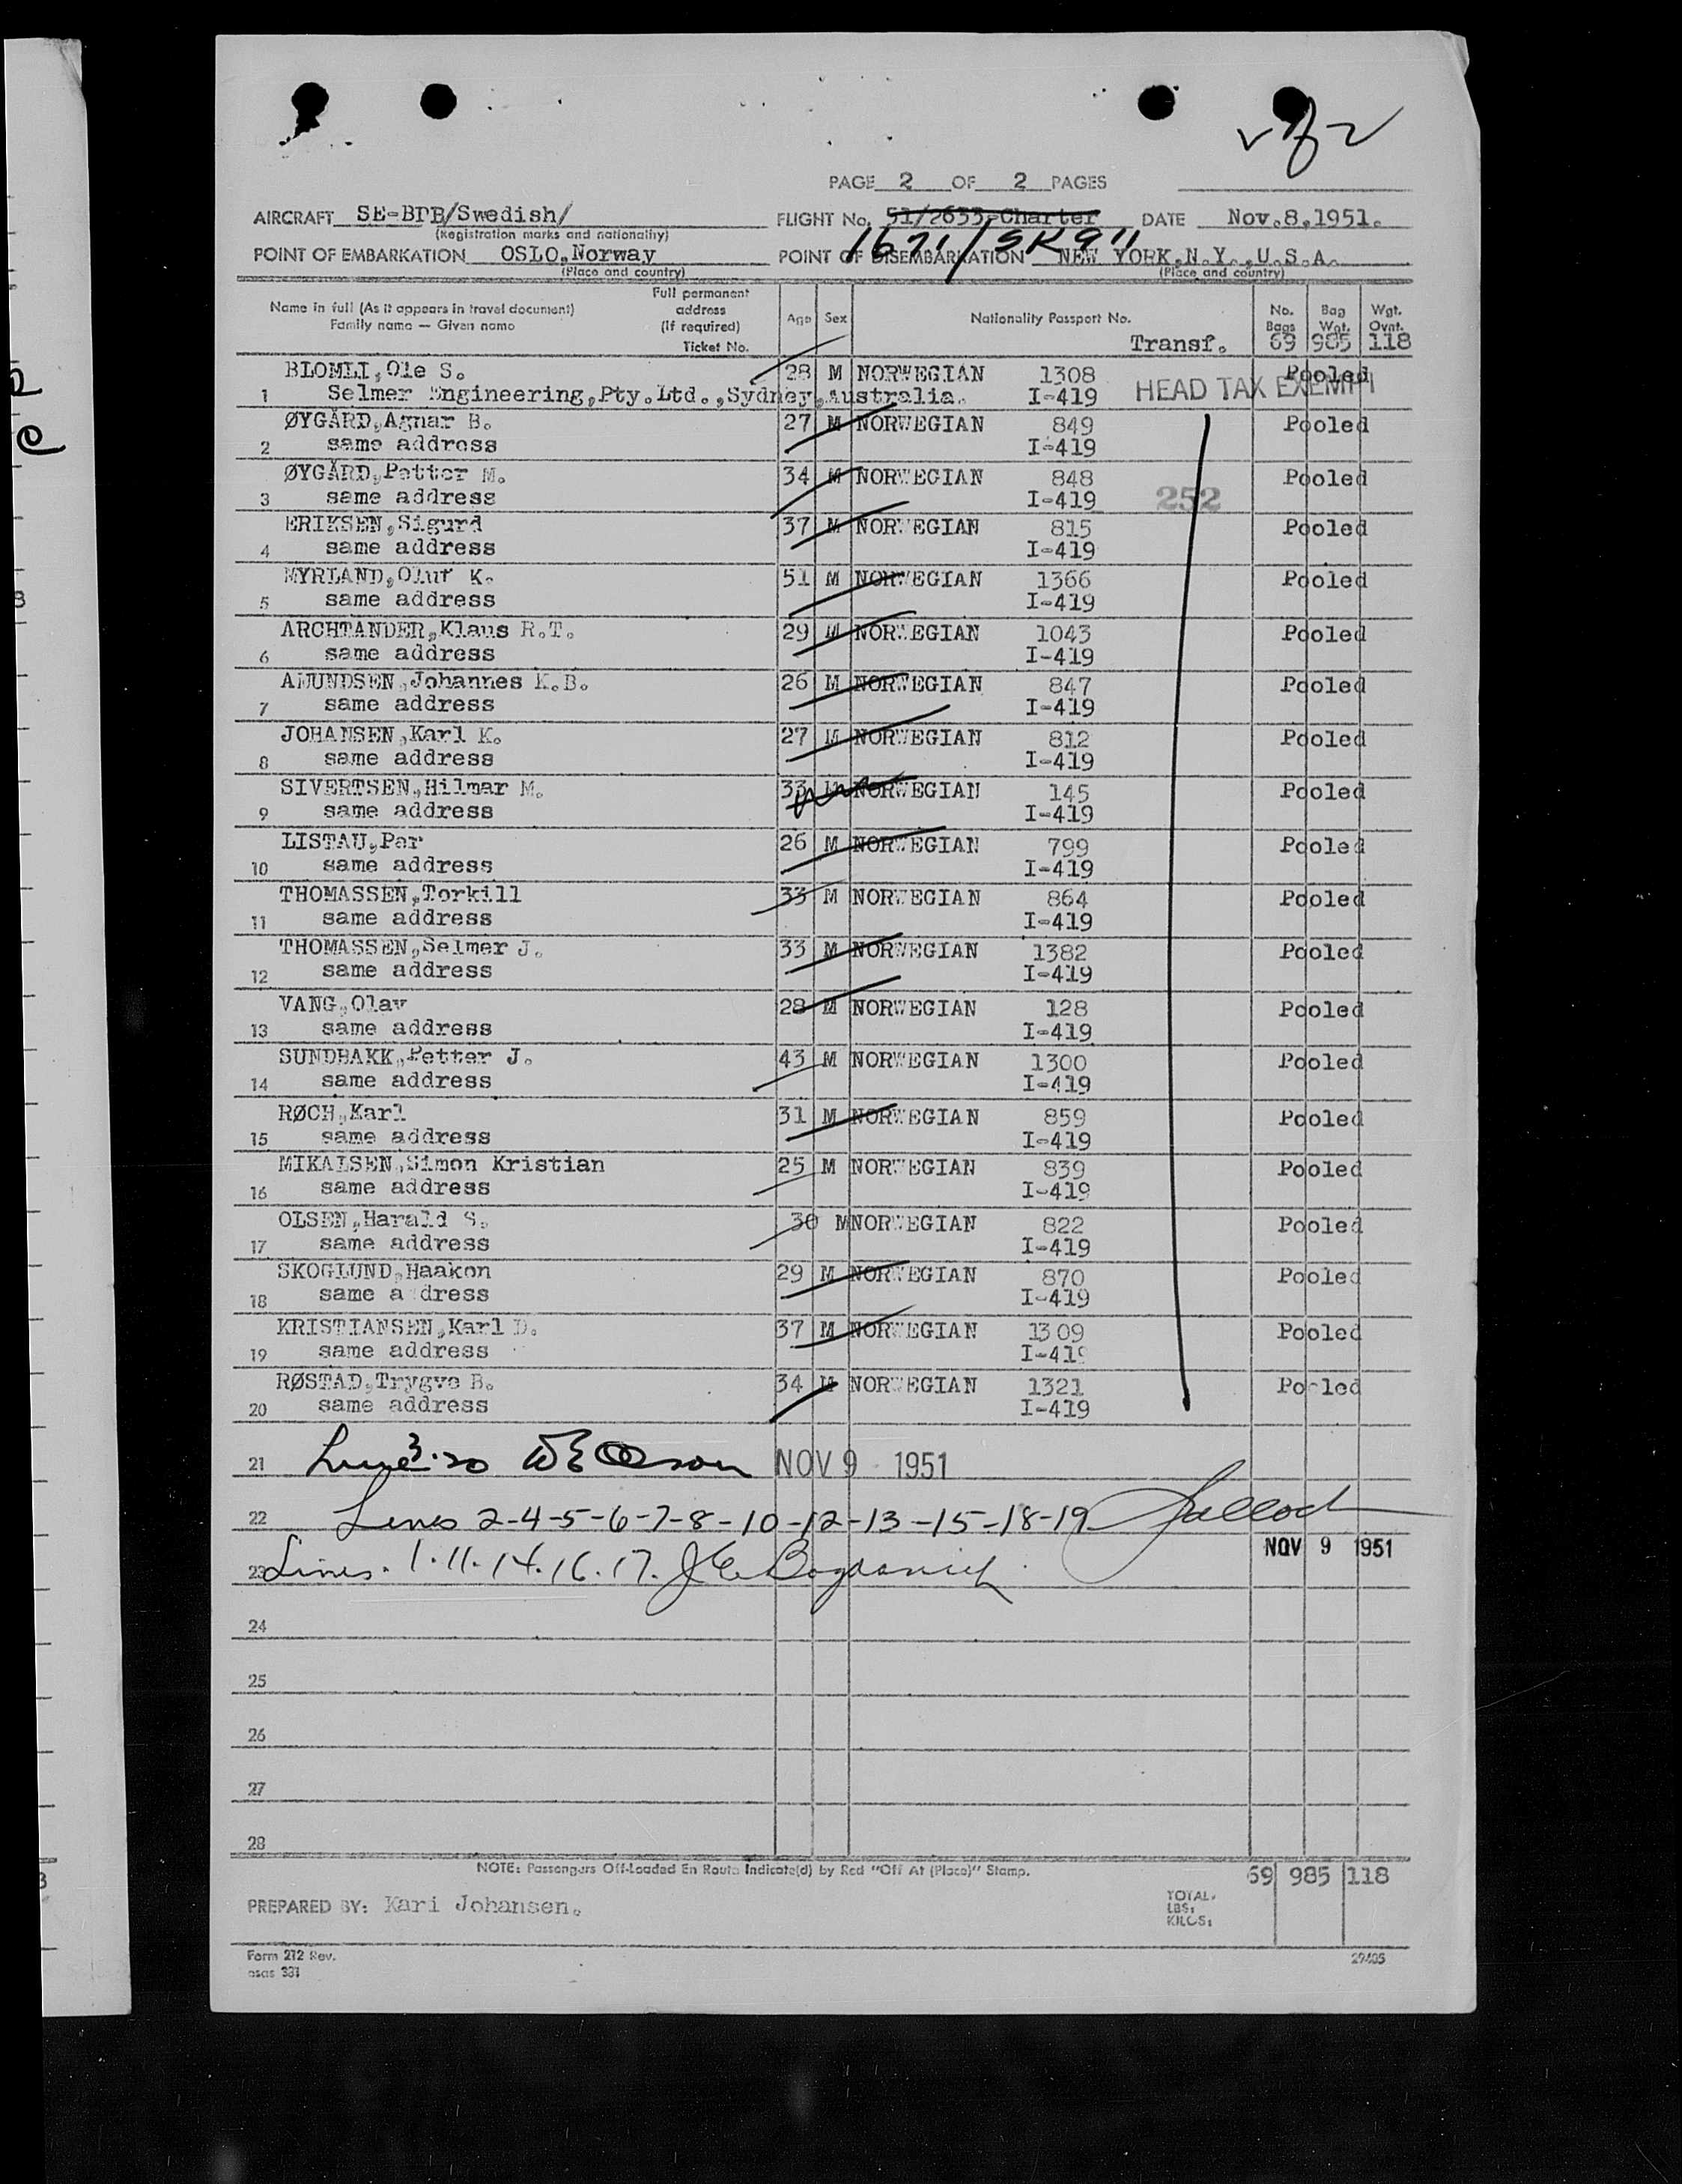 PAGE 2 OF 2 PAGES
AIRCRAFT SE-BTB/Swedish/ FLIGHT No. 51/2653-Charter DATE Nov.8,1951.
(Registration marks and nationality) 1671/SK911
POINT OF EMBARKATION OSLO,Norway POINT OF DISEMBARKATION NEW YORK,N.Y.,U.S.A.
(Place and country) (Place and country)
Name in full (As it appears in travel document) Family name — Given name Full permanent address (If required) Ticket No. Age Sex Nationality Passport No. Transf. No. Bags Bag Wgt. Wgt. Ovnt.
69 985 118
BLOMLI,Ole S. 28 M NORWEGIAN 1308 Pooled
1 Selmer Engineering,Pty.Ltd.,Sydney,Australia. I-419 HEAD TAX EXEMPT
ØYGÅRD,Agnar B. 27 M NORWEGIAN 849 Pooled
2 same address I-419
ØYGÅRD,Petter M. 34 M NORWEGIAN 848 Pooled
3 same address I-419 252
ERIKSEN,Sigurd 37 M NORWEGIAN 815 Pooled
4 same address I-419
MYRLAND,Oluf K. 51 M NORWEGIAN 1366 Pooled
5 same address I-419
ARCHTANDER,Klaus R.T. 29 M NORWEGIAN 1043 Pooled
6 same address I-419
AMUNDSEN,Johannes K.B. 26 M NORWEGIAN 847 Pooled
7 same address I-419
JOHANSEN,Karl K. 27 M NORWEGIAN 812 Pooled
8 same address I-419
SIVERTSEN,Hilmar M. 33 M NORWEGIAN 145 Pooled
9 same address I-419
LISTAU,Per 26 M NORWEGIAN 799 Pooled
10 same address I-419
THOMASSEN,Torkill 33 M NORWEGIAN 864 Pooled
11 same address I-419
THOMASSEN,Selmer J. 33 M NORWEGIAN 1382 Pooled
12 same address I-419
VANG,Olav 28 M NORWEGIAN 128 Pooled
13 same address I-419
SUNDBAKK,Petter J. 43 M NORWEGIAN 1300 Pooled
14 same address I-419
RØCH,Karl 31 M NORWEGIAN 859 Pooled
15 same address I-419
MIKALSEN,Simon Kristian 25 M NORWEGIAN 839 Pooled
16 same address I-419
OLSEN,Harald S. 30 M NORWEGIAN 822 Pooled
17 same address I-419
SKOGLUND,Haakon 29 M NORWEGIAN 870 Pooled
18 same a dress I-419
KRISTIANSEN,Karl D. 37 M NORWEGIAN 1309 Pooled
19 same address I-419
RØSTAD,Trygve B. 34 M NORWEGIAN 1321 Pooled
20 same address I-419
21 Line 3-20 NOV 9 1951
22 Lines 2-4-5-6-7-8-10-12-13-15-18-19
NOV 9 1951
23 Lines. 1.11.14.16.17.
24
25
26
27
28
NOTE: Passengers Off-Loaded En Route Indicate(d) by Red "Off At (Place)" Stamp. 69 985 118
PREPARED BY: Kari Johansen. TOTAL.
LBS:
KILOS:
Form 212 Rev. 29405